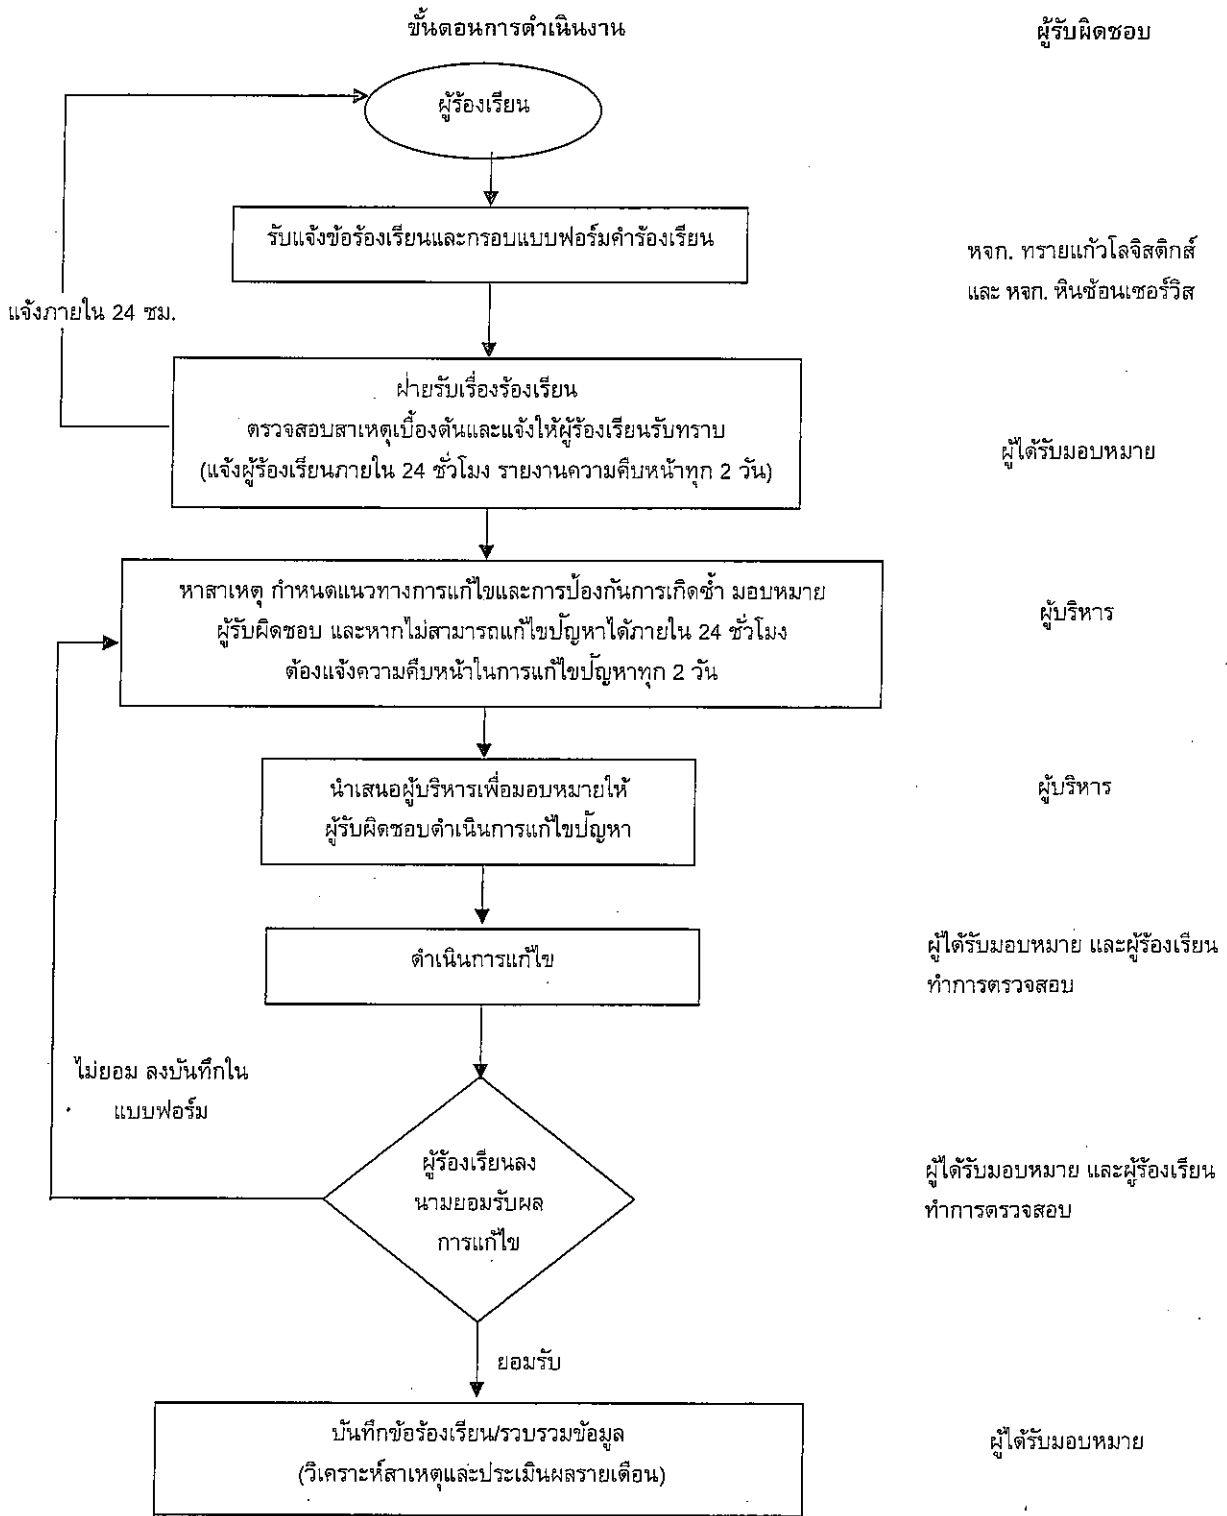 ขั้นตอนการดำเนินงาน
ผู้รับผิดชอบ
ผู้ร้องเรียน
รับแจ้งข้อร้องเรียนและกรอบแบบฟอร์มคำร้องเรียน
หจก. ทรายแก้วโลจิสติกส์
และ หจก. หินซ้อนเซอร์วิส
แจ้งภายใน 24 ซม.
ฝ่ายรับเรื่องร้องเรียน
ตรวจสอบสาเหตุเบื้องต้นและแจ้งให้ผู้ร้องเรียนรับทราบ
(แจ้งผู้ร้องเรียนภายใน 24 ชั่วโมง รายงานความคืบหน้าทุก 2 วัน)
ผู้ได้รับมอบหมาย
หาสาเหตุ กำหนดแนวทางการแก้ไขและการป้องกันการเกิดซ้ำ มอบหมาย
ผู้รับผิดชอบ และหากไม่สามารถแก้ไขปัญหาได้ภายใน 24 ชั่วโมง
ต้องแจ้งความคืบหน้าในการแก้ไขปัญหาทุก 2 วัน
ผู้บริหาร
นำเสนอผู้บริหารเพื่อมอบหมายให้
ผู้รับผิดชอบดำเนินการแก้ไขปัญหา
ผู้บริหาร
ดำเนินการแก้ไข
ผู้ได้รับมอบหมาย และผู้ร้องเรียน
ทำการตรวจสอบ
ไม่ยอม ลงบันทึกใน
แบบฟอร์ม
ผู้ร้องเรียนลง
นามยอมรับผล
การแก้ไข
ผู้ได้รับมอบหมาย และผู้ร้องเรียน
ทำการตรวจสอบ
ยอมรับ
บันทึกข้อร้องเรียน/รวบรวมข้อมูล
(วิเคราะห์สาเหตุและประเมินผลรายเดือน)
ผู้ได้รับมอบหมาย